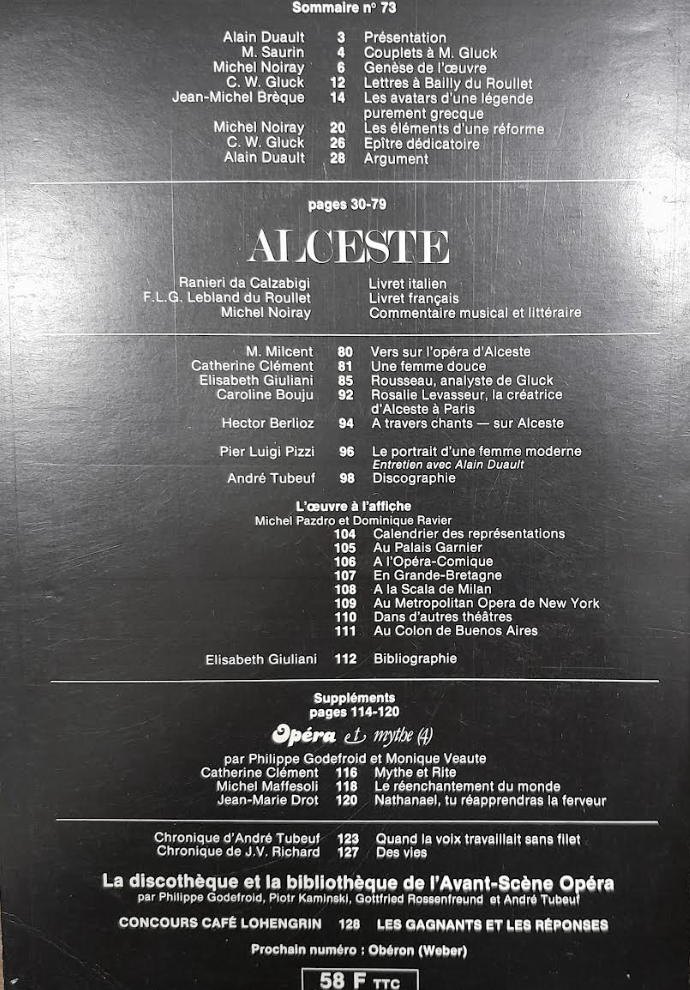 Sommaire n° 73
Alain Duault 3 Présentation
M. Saurin 4 Couplets à M. Gluck
Michel Noiray 6 Genèse de l'œuvre
C. W. Gluck 12 Lettres à Bailly du Roullet
Jean-Michel Brèque 14 Les avatars d'une légende
purement grecque
Michel Noiray 20 Les éléments d'une réforme
C. W. Gluck 26 Epître dédicatoire
Alain Duault 28 Argument
pages 30-79
ALCESTE
Ranieri da Calzabigi Livret italien
F.L.G. Lebland du Roullet Livret français
Michel Noiray Commentaire musical et littéraire
M. Milcent 80 Vers sur l'opéra d'Alceste
Catherine Clément 81 Une femme douce
Elisabeth Giuliani 85 Rousseau, analyste de Gluck
Caroline Bouju 92 Rosalie Levasseur, la créatrice
d'Alceste à Paris
Hector Berlioz 94 A travers chants — sur Alceste
Pier Luigi Pizzi 96 Le portrait d'une femme moderne
Entretien avec Alain Duault
André Tubeuf 98 Discographie
L'œuvre à l'affiche
Michel Pazdro et Dominique Ravier
104 Calendrier des représentations
105 Au Palais Garnier
106 A l'Opéra-Comique
107 En Grande-Bretagne
108 A la Scala de Milan
109 Au Metropolitan Opera de New York
110 Dans d'autres théâtres
111 Au Colon de Buenos Aires
Elisabeth Giuliani 112 Bibliographie
Suppléments
pages 114-120
Opéra et mythe (4)
par Philippe Godefroid et Monique Veaute
Catherine Clément 116 Mythe et Rite
Michel Maffesoli 118 Le réenchantement du monde
Jean-Marie Drot 120 Nathanael, tu réapprendras la ferveur
Chronique d'André Tubeuf 123 Quand la voix travaillait sans filet
Chronique de J.V. Richard 127 Des vies
La discothèque et la bibliothèque de l'Avant-Scène Opéra
par Philippe Godefroid, Piotr Kaminski, Gottfried Rossenfreund et André Tubeuf
CONCOURS CAFÉ LOHENGRIN 128 LES GAGNANTS ET LES RÉPONSES
Prochain numéro : Obéron (Weber)
58 F TTC